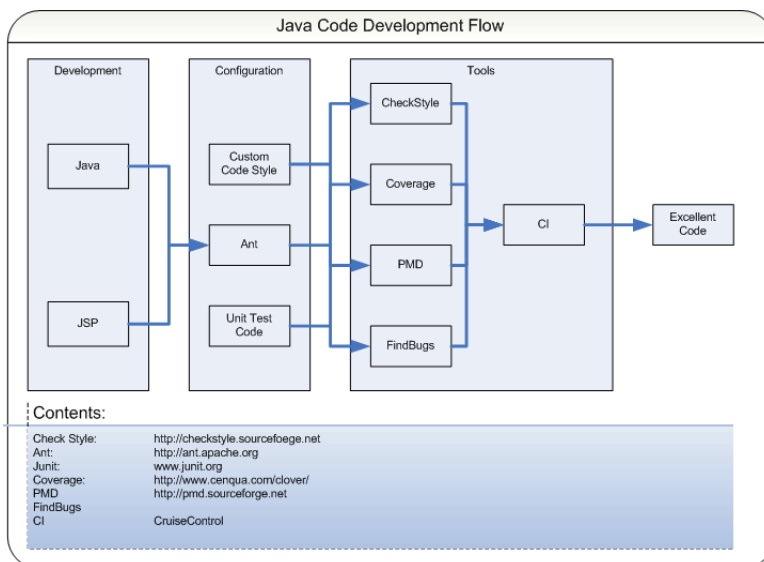 Java Code Development Flow
Development
Configuration
Tools
Java
JSP
Custom
Code Style
Ant
Unit Test
Code
CheckStyle
Coverage
PMD
FindBugs
CI
Excellent
Code
Contents:
Check Style: http://checkstyle.sourcefoege.net
Ant: http://ant.apache.org
Junit: www.junit.org
Coverage: http://www.cenqua.com/clover/
PMD http://pmd.sourceforge.net
FindBugs
CI CruiseControl